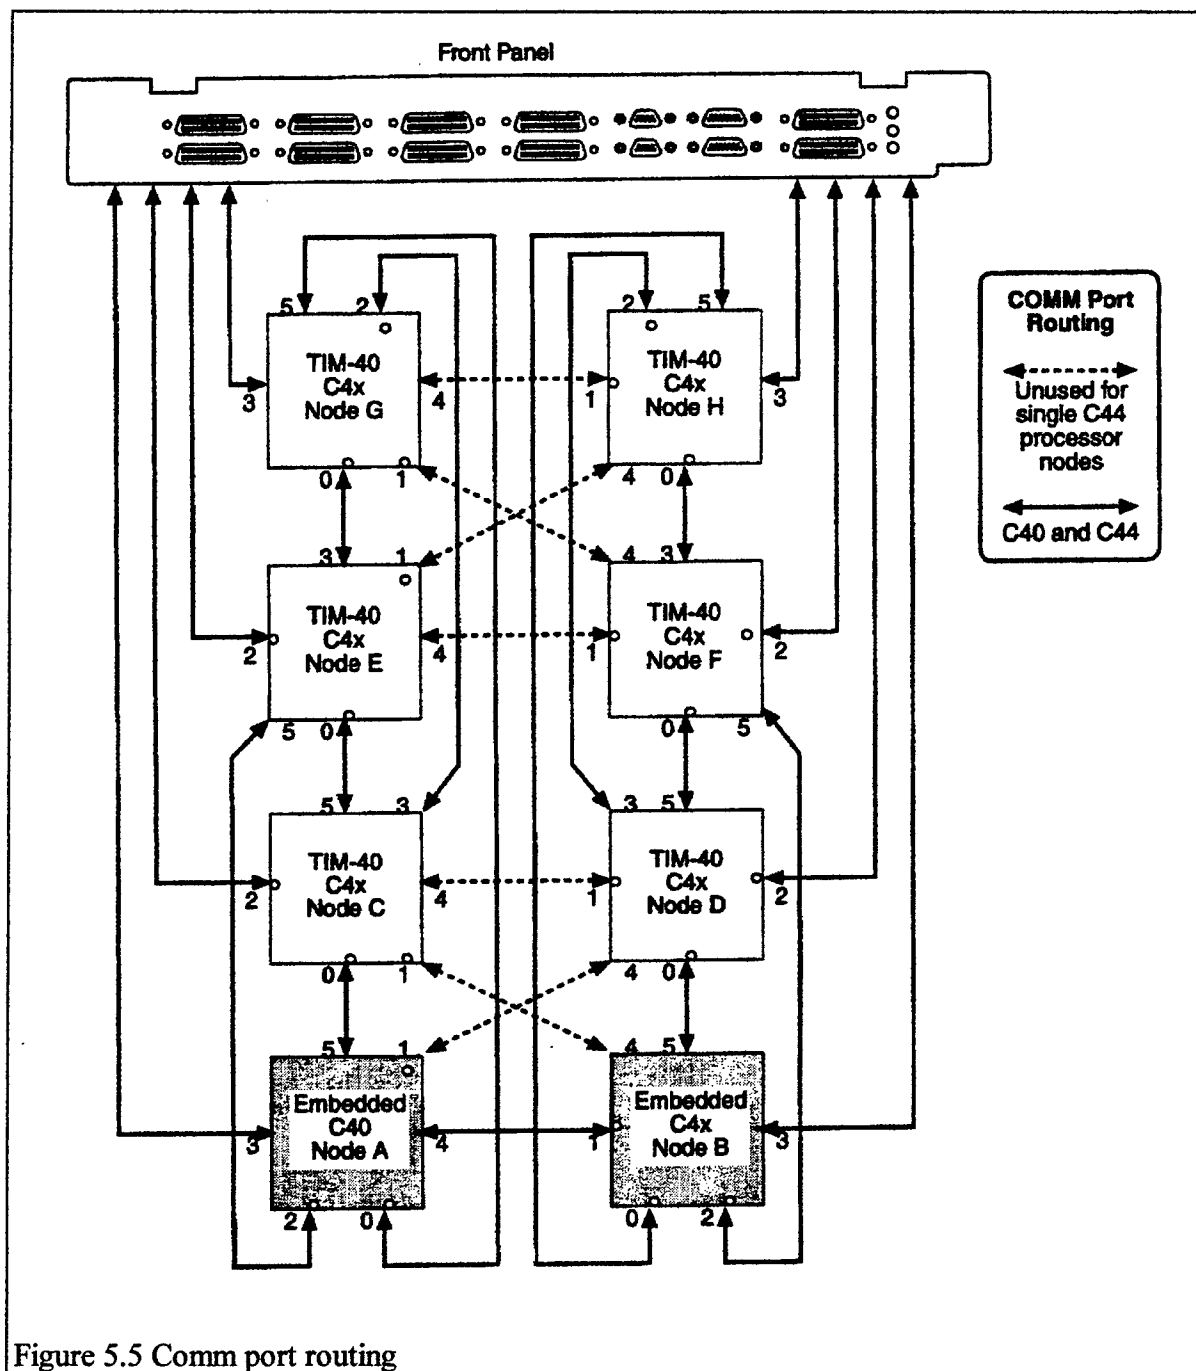 Front Panel
5 2
2 5
TIM-40
C4x
Node G
TIM-40
C4x
Node H
3
4
1
3
0 1
4 0
COMM Port
Routing
Unused for
single C44
processor
nodes
C40 and C44
3 1
4 3
TIM-40
C4x
Node E
TIM-40
C4x
Node F
2
4
1
2
5 0
0 5
5 3
3 5
TIM-40
C4x
Node C
TIM-40
C4x
Node D
2
4
1
2
0 1
4 0
5 1
4 5
Embedded
C40
Node A
Embedded
C4x
Node B
3
4
1
3
2 0
0 2
Figure 5.5 Comm port routing